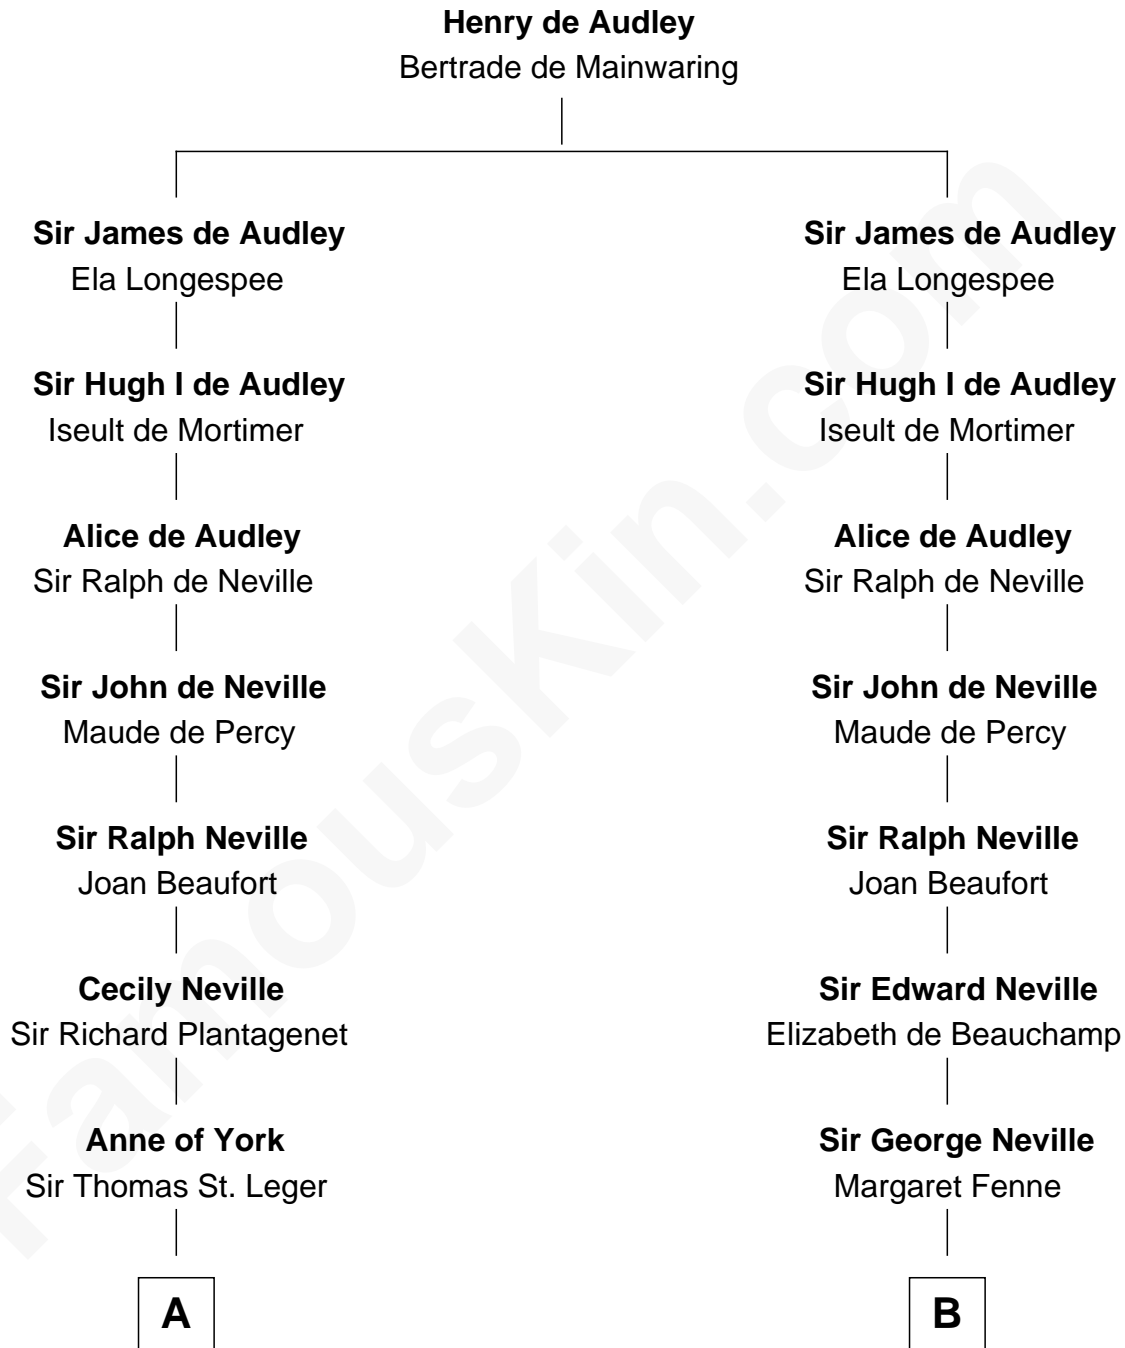 Henry de Audley
Bertrade de Mainwaring
Sir James de Audley
Ela Longespee
Sir Hugh I de Audley
Iseult de Mortimer
Alice de Audley
Sir Ralph de Neville
Sir John de Neville
Maude de Percy
Sir Ralph Neville
Joan Beaufort
Cecily Neville
Sir Richard Plantagenet
Anne of York
Sir Thomas St. Leger
A
Sir James de Audley
Ela Longespee
Sir Hugh I de Audley
Iseult de Mortimer
Alice de Audley
Sir Ralph de Neville
Sir John de Neville
Maude de Percy
Sir Ralph Neville
Joan Beaufort
Sir Edward Neville
Elizabeth de Beauchamp
Sir George Neville
Margaret Fenne
B
FamousKin.com